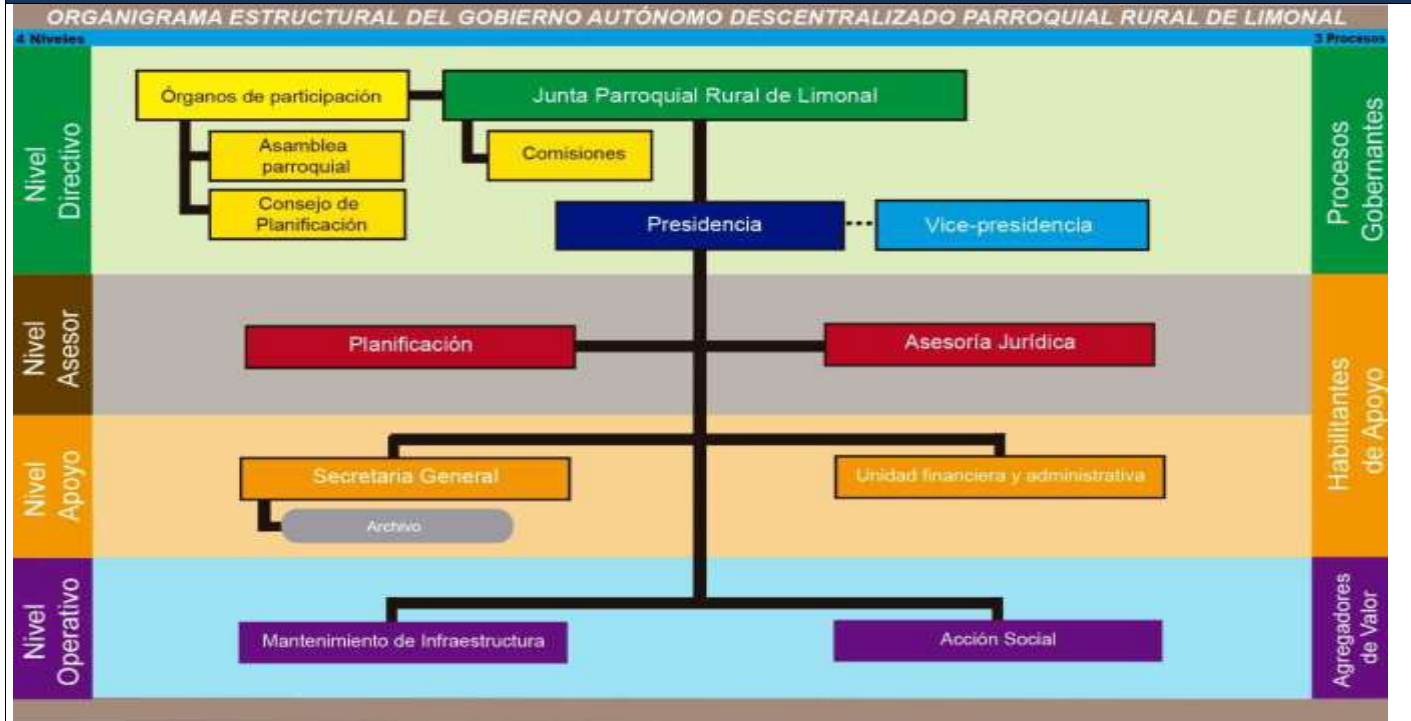 ORGANIGRAMA ESTRUCTURAL DEL GOBIERNO AUTÓNOMO DESCENTRALIZADO PARROQUIAL RURAL DE LIMONAL
4 Niveles
3 Procesos
Nivel
Directivo
Órganos de participación
Junta Parroquial Rural de Limonal
Asamblea
parroquial
Comisiones
Consejo de
Planificación
Presidencia
Vice-presidencia
Procesos
Gobernantes
Nivel
Asesor
Planificación
Asesoría Jurídica
Habilitantes
de Apoyo
Nivel
Apoyo
Secretaria General
Unidad financiera y administrativa
Archivo
Nivel
Operativo
Mantenimiento de Infraestructura
Acción Social
Agregadores
de Valor